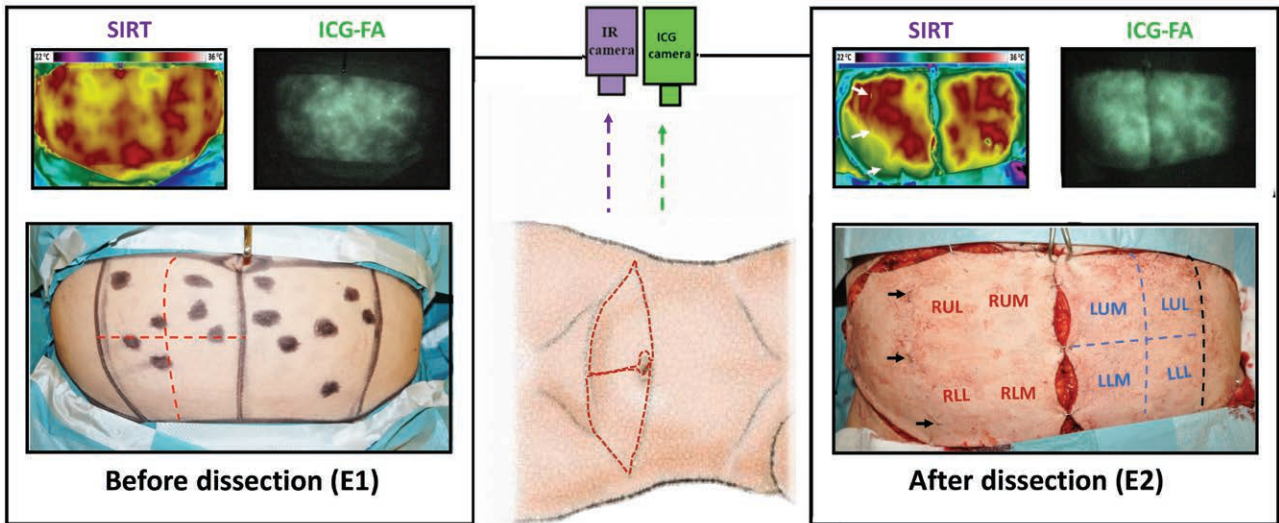 SIRT
ICG-FA
22 °C
36 °C
Before dissection (E1)
IR
camera
ICG
camera
SIRT
ICG-FA
22 °C
36 °C
RUL
RUM
LUM
LUL
RLL
RLM
LLM
LLL
After dissection (E2)